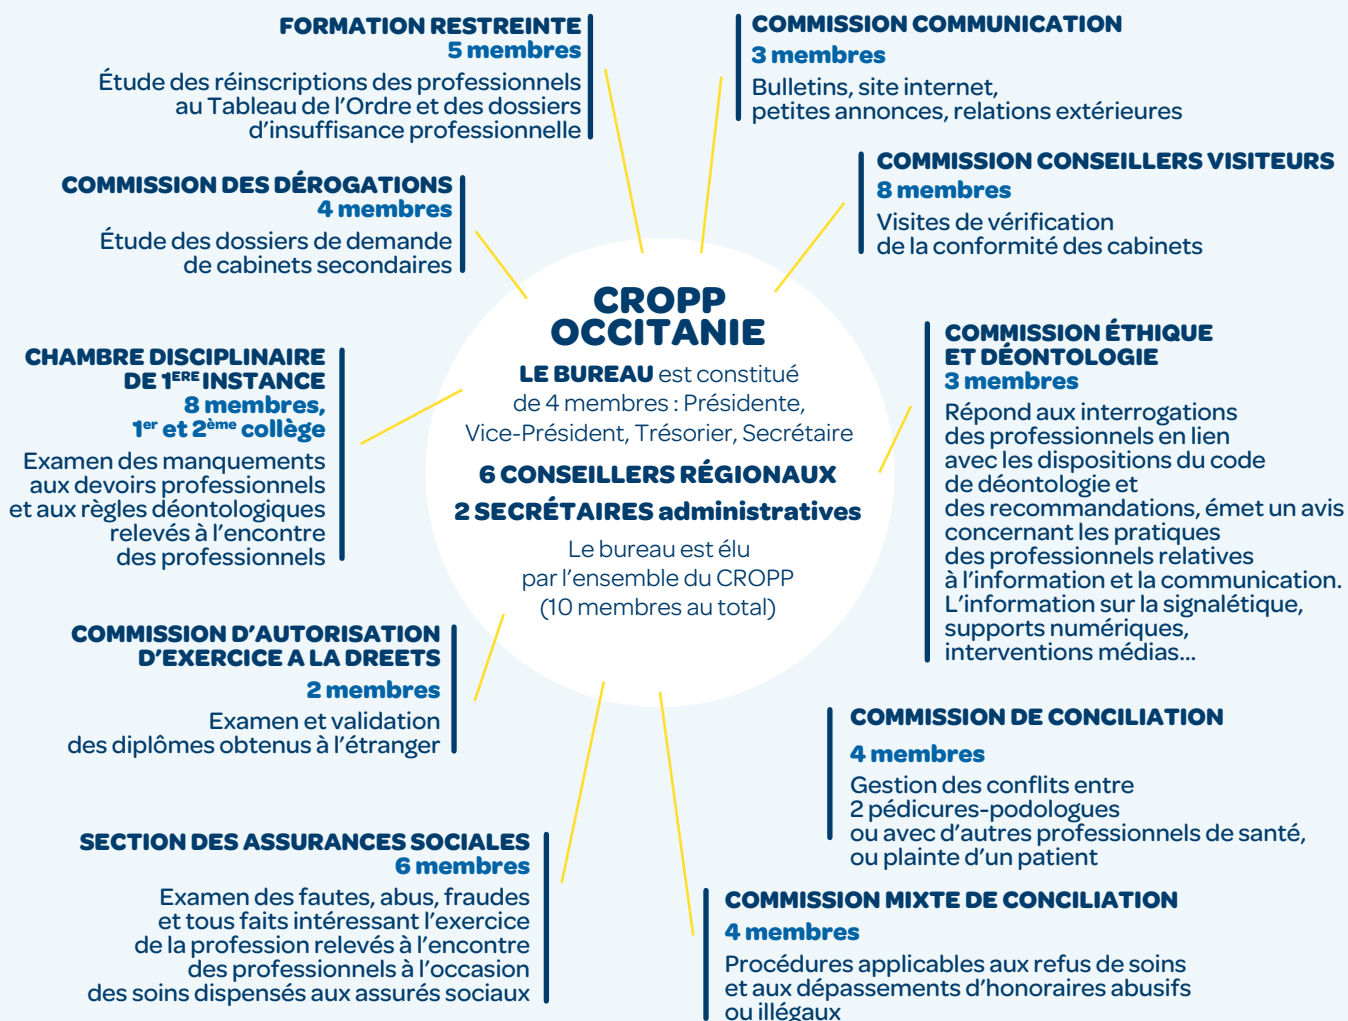 FORMATION RESTREINTE
5 membres
Étude des réinscriptions des professionnels
au Tableau de l'Ordre et des dossiers
d'insuffisance professionnelle
COMMISSION COMMUNICATION
3 membres
Bulletins, site internet,
petites annonces, relations extérieures
COMMISSION DES DÉROGATIONS
4 membres
Étude des dossiers de demande
de cabinets secondaires
COMMISSION CONSEILLERS VISITEURS
8 membres
Visites de vérification
de la conformité des cabinets
CROPP
OCCITANIE
LE BUREAU est constitué
de 4 membres : Présidente,
Vice-Président, Trésorier, Secrétaire
6 CONSEILLERS RÉGIONAUX
2 SECRÉTAIRES administratives
Le bureau est élu
par l'ensemble du CROPP
(10 membres au total)
CHAMBRE DISCIPLINAIRE
DE 1ERE INSTANCE
8 membres,
1er et 2ème collège
Examen des manquements
aux devoirs professionnels
et aux règles déontologiques
relevés à l'encontre
des professionnels
COMMISSION ÉTHIQUE
ET DÉONTOLOGIE
3 membres
Répond aux interrogations
des professionnels en lien
avec les dispositions du code
de déontologie et
des recommandations, émet un avis
concernant les pratiques
des professionnels relatives
à l'information et la communication.
L'information sur la signalétique,
supports numériques,
interventions médias...
COMMISSION D'AUTORISATION
D'EXERCICE A LA DREETS
2 membres
Examen et validation
des diplômes obtenus à l'étranger
COMMISSION DE CONCILIATION
4 membres
Gestion des conflits entre
2 pédicures-podologues
ou avec d'autres professionnels de santé,
ou plainte d'un patient
SECTION DES ASSURANCES SOCIALES
6 membres
Examen des fautes, abus, fraudes
et tous faits intéressant l'exercice
de la profession relevés à l'encontre
des professionnels à l'occasion
des soins dispensés aux assurés sociaux
COMMISSION MIXTE DE CONCILIATION
4 membres
Procédures applicables aux refus de soins
et aux dépassements d'honoraires abusifs
ou illégaux